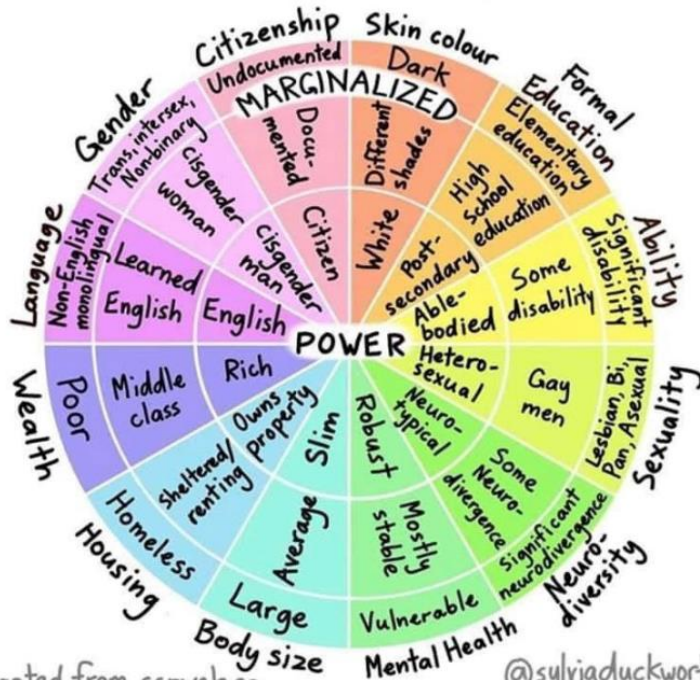 Citizenship
Undocumented
Docu-
mented
Citizen
Skin colour
Dark
Different
shades
White
Formal
Education
Elementary
education
High
School
education
Post-
secondary
Ability
Significant
disability
Some
disability
Able-
bodied
Sexuality
Lesbian, Bi,
Pan, Asexual
Gay
men
Hetero-
sexual
Neuro-
diversity
Significant
neurodivergence
Some
Neuro-
divergence
Neuro-
typical
Mental Health
Vulnerable
Mostly
stable
Robust
Body size
Large
Average
Slim
Housing
Homeless
Sheltered/
renting
Owns
property
Wealth
Poor
Middle
class
Rich
Language
Non-English
monolingual
Learned
English
English
Gender
Trans, intersex,
Non-binary
Cisgender
woman
cisgender
man
MARGINALIZED
POWER
@sylviaduckwor